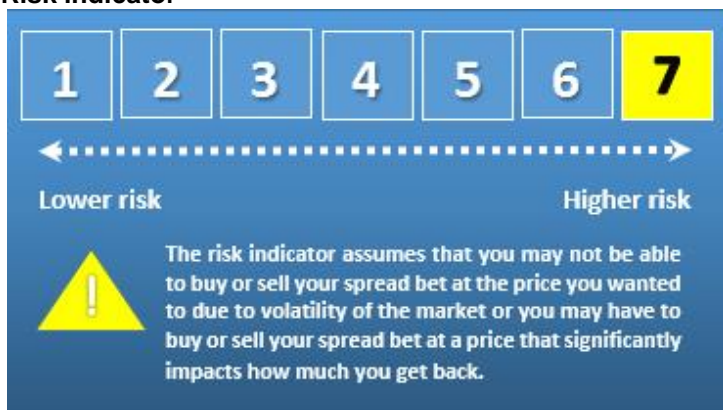 Risk indicator
1 2 3 4 5 6 7
Lower risk Higher risk
! The risk indicator assumes that you may not be able
to buy or sell your spread bet at the price you wanted
to due to volatility of the market or you may have to
buy or sell your spread bet at a price that significantly
impacts how much you get back.